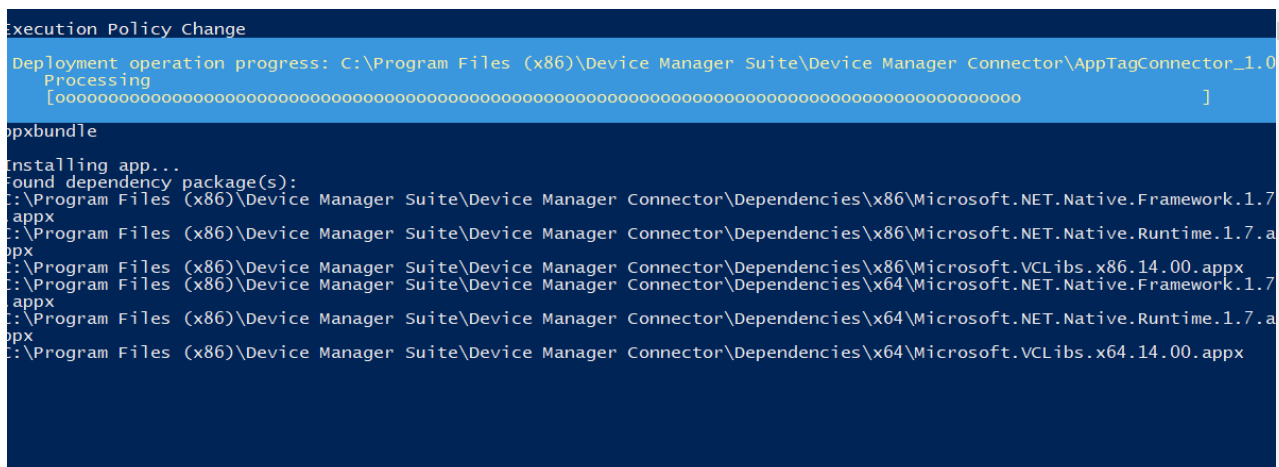 Execution Policy Change
Deployment operation progress: C:\Program Files (x86)\Device Manager Suite\Device Manager Connector\AppTagConnector_1.0
Processing
[oooooooooooooooooooooooooooooooooooooooooooooooooooooooooooooooooooooooooooooooooooooooooo ]
ppxbundle
Installing app...
Found dependency package(s):
C:\Program Files (x86)\Device Manager Suite\Device Manager Connector\Dependencies\x86\Microsoft.NET.Native.Framework.1.7
.appx
C:\Program Files (x86)\Device Manager Suite\Device Manager Connector\Dependencies\x86\Microsoft.NET.Native.Runtime.1.7.a
ppx
C:\Program Files (x86)\Device Manager Suite\Device Manager Connector\Dependencies\x86\Microsoft.VCLibs.x86.14.00.appx
C:\Program Files (x86)\Device Manager Suite\Device Manager Connector\Dependencies\x64\Microsoft.NET.Native.Framework.1.7
.appx
C:\Program Files (x86)\Device Manager Suite\Device Manager Connector\Dependencies\x64\Microsoft.NET.Native.Runtime.1.7.a
ppx
C:\Program Files (x86)\Device Manager Suite\Device Manager Connector\Dependencies\x64\Microsoft.VCLibs.x64.14.00.appx